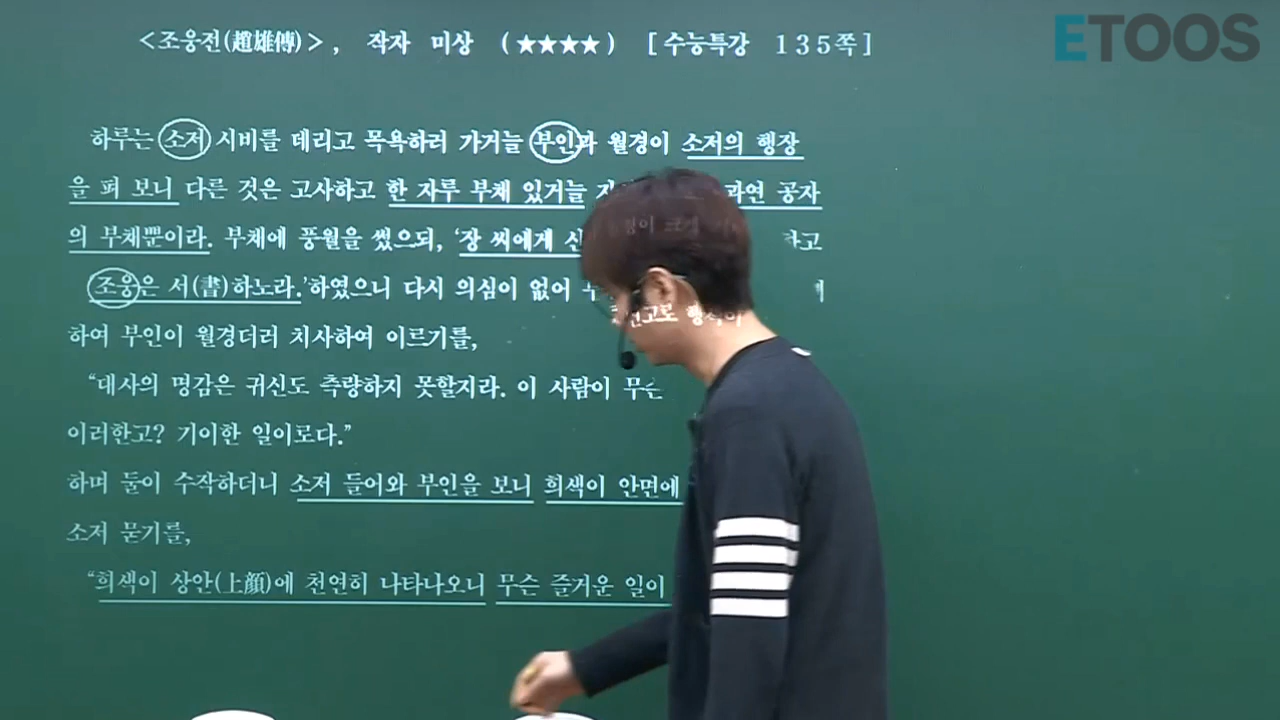 <조웅전(趙雄傳)>, 작자 미상 (★★★★) [수능특강 135쪽]
ETOOS
하루는 소저 시비를 데리고 목욕하러 가거늘 부인과 월경이 소저의 행장
을 펴 보니 다른 것은 고사하고 한 자루 부채 있거늘 과연 공자
의 부채뿐이라. 부채에 풍월을 썼으되, ‘장 씨에게 신 하고
조웅은 서(書)하노라.’하였으니 다시 의심이 없어
하여 부인이 월경더러 치사하여 이르기를,
“대사의 명감은 귀신도 측량하지 못할지라. 이 사람이 무슨
이러한고? 기이한 일이로다.”
하며 둘이 수작하더니 소저 들어와 부인을 보니 희색이 안면에
소저 묻기를,
“희색이 상안(上顔)에 천연히 나타나오니 무슨 즐거운 일이